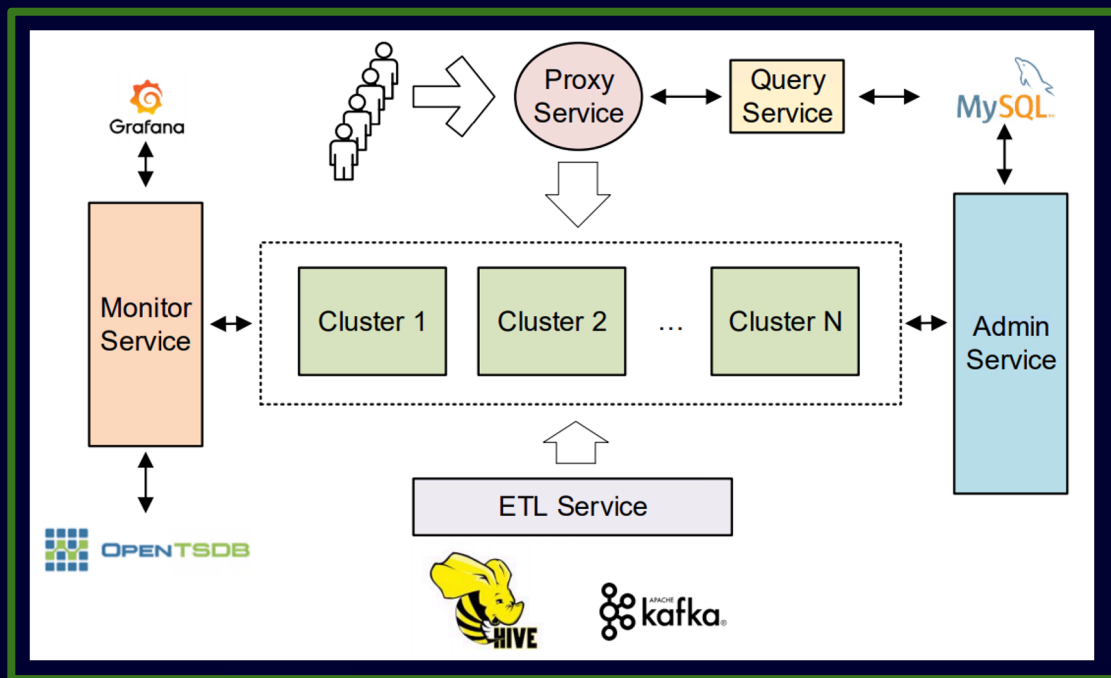 Grafana
Proxy
Service
Query
Service
MySQL
Monitor
Service
Cluster 1
Cluster 2
...
Cluster N
Admin
Service
ETL Service
OPENTSDB
HIVE
APACHE
kafka